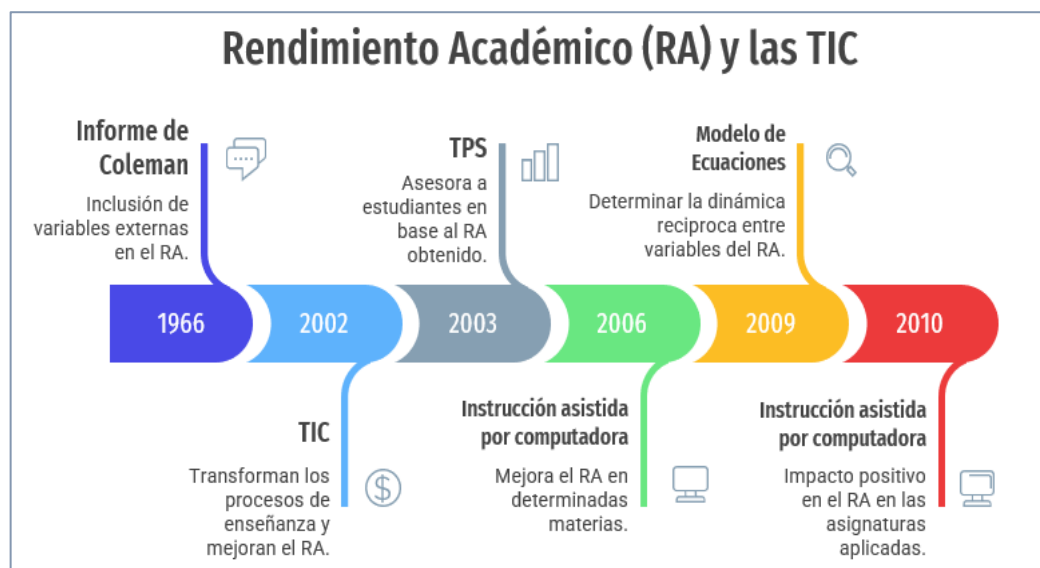 Rendimiento Académico (RA) y las TIC
Informe de
Coleman
Inclusión de
variables externas
en el RA.
TPS
Asesora a
estudiantes en
base al RA
obtenido.
Modelo de
Ecuaciones
Determinar la dinámica
reciproca entre
variables del RA.
1966
2002
2003
2006
2009
2010
TIC
Transforman los
procesos de
enseñanza y
mejoran el RA.
$
Instrucción asistida
por computadora
Mejora el RA en
determinadas
materias.
Instrucción asistida
por computadora
Impacto positivo
en el RA en las
asignaturas
aplicadas.